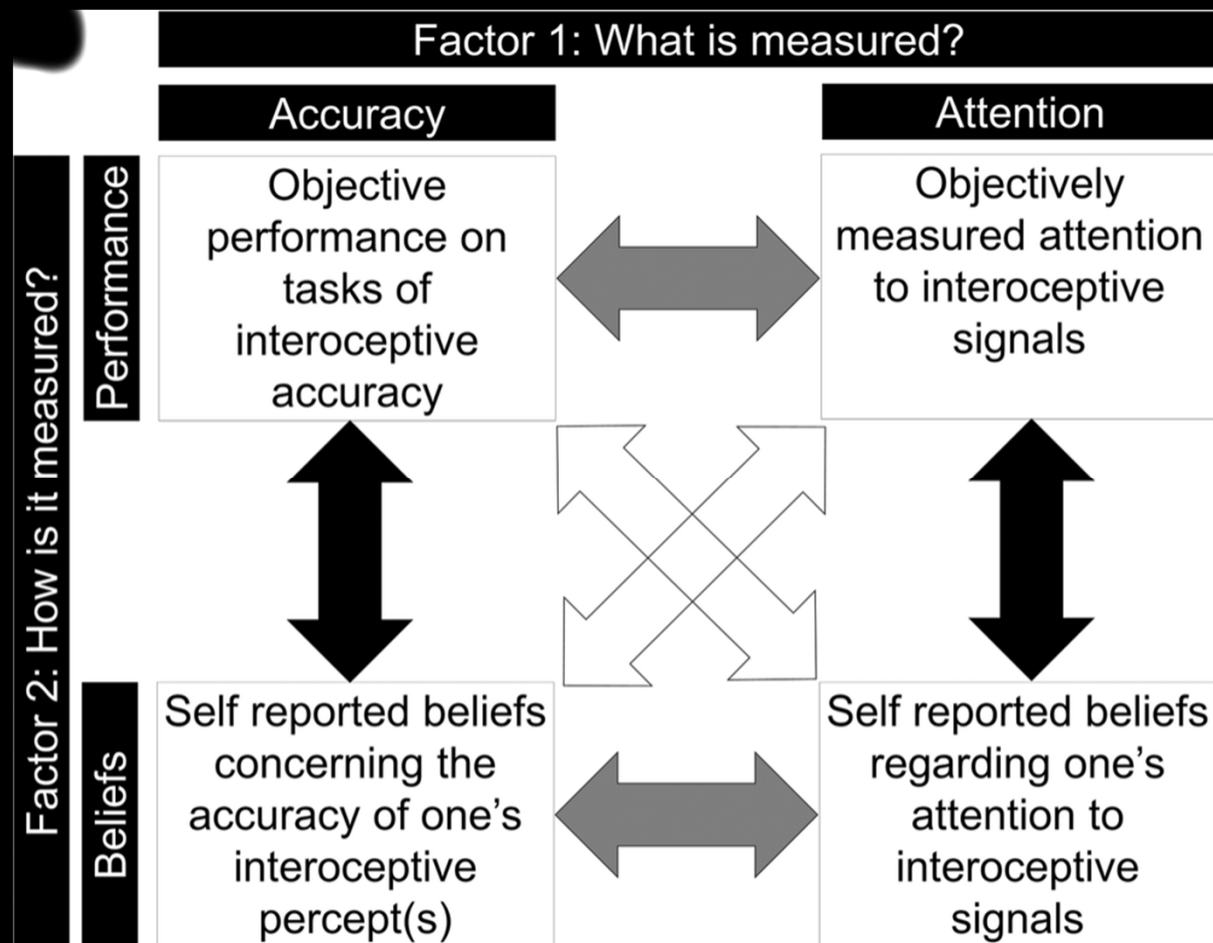 Factor 1: What is measured?
Accuracy
Attention
Factor 2: How is it measured?
Performance
Objective
performance on
tasks of
interoceptive
accuracy
Objectively
measured attention
to interoceptive
signals
Beliefs
Self reported beliefs
concerning the
accuracy of one’s
interoceptive
percept(s)
Self reported beliefs
regarding one’s
attention to
interoceptive
signals